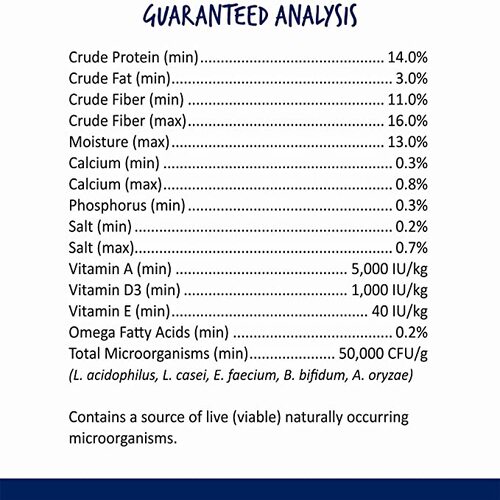 GUARANTEED ANALYSIS
Crude Protein (min)............................................ 14.0%
Crude Fat (min)...................................................... 3.0%
Crude Fiber (min) ............................................... 11.0%
Crude Fiber (max)............................................... 16.0%
Moisture (max)................................................... 13.0%
Calcium (min) ........................................................ 0.3%
Calcium (max)........................................................ 0.8%
Phosphorus (min).................................................. 0.3%
Salt (min) ............................................................... 0.2%
Salt (max)............................................................... 0.7%
Vitamin A (min) ......................................... 5,000 IU/kg
Vitamin D3 (min) ....................................... 1,000 IU/kg
Vitamin E (min)............................................... 40 IU/kg
Omega Fatty Acids (min) ....................................... 0.2%
Total Microorganisms (min).................... 50,000 CFU/g
(L. acidophilus, L. casei, E. faecium, B. bifidum, A. oryzae)
Contains a source of live (viable) naturally occurring
microorganisms.